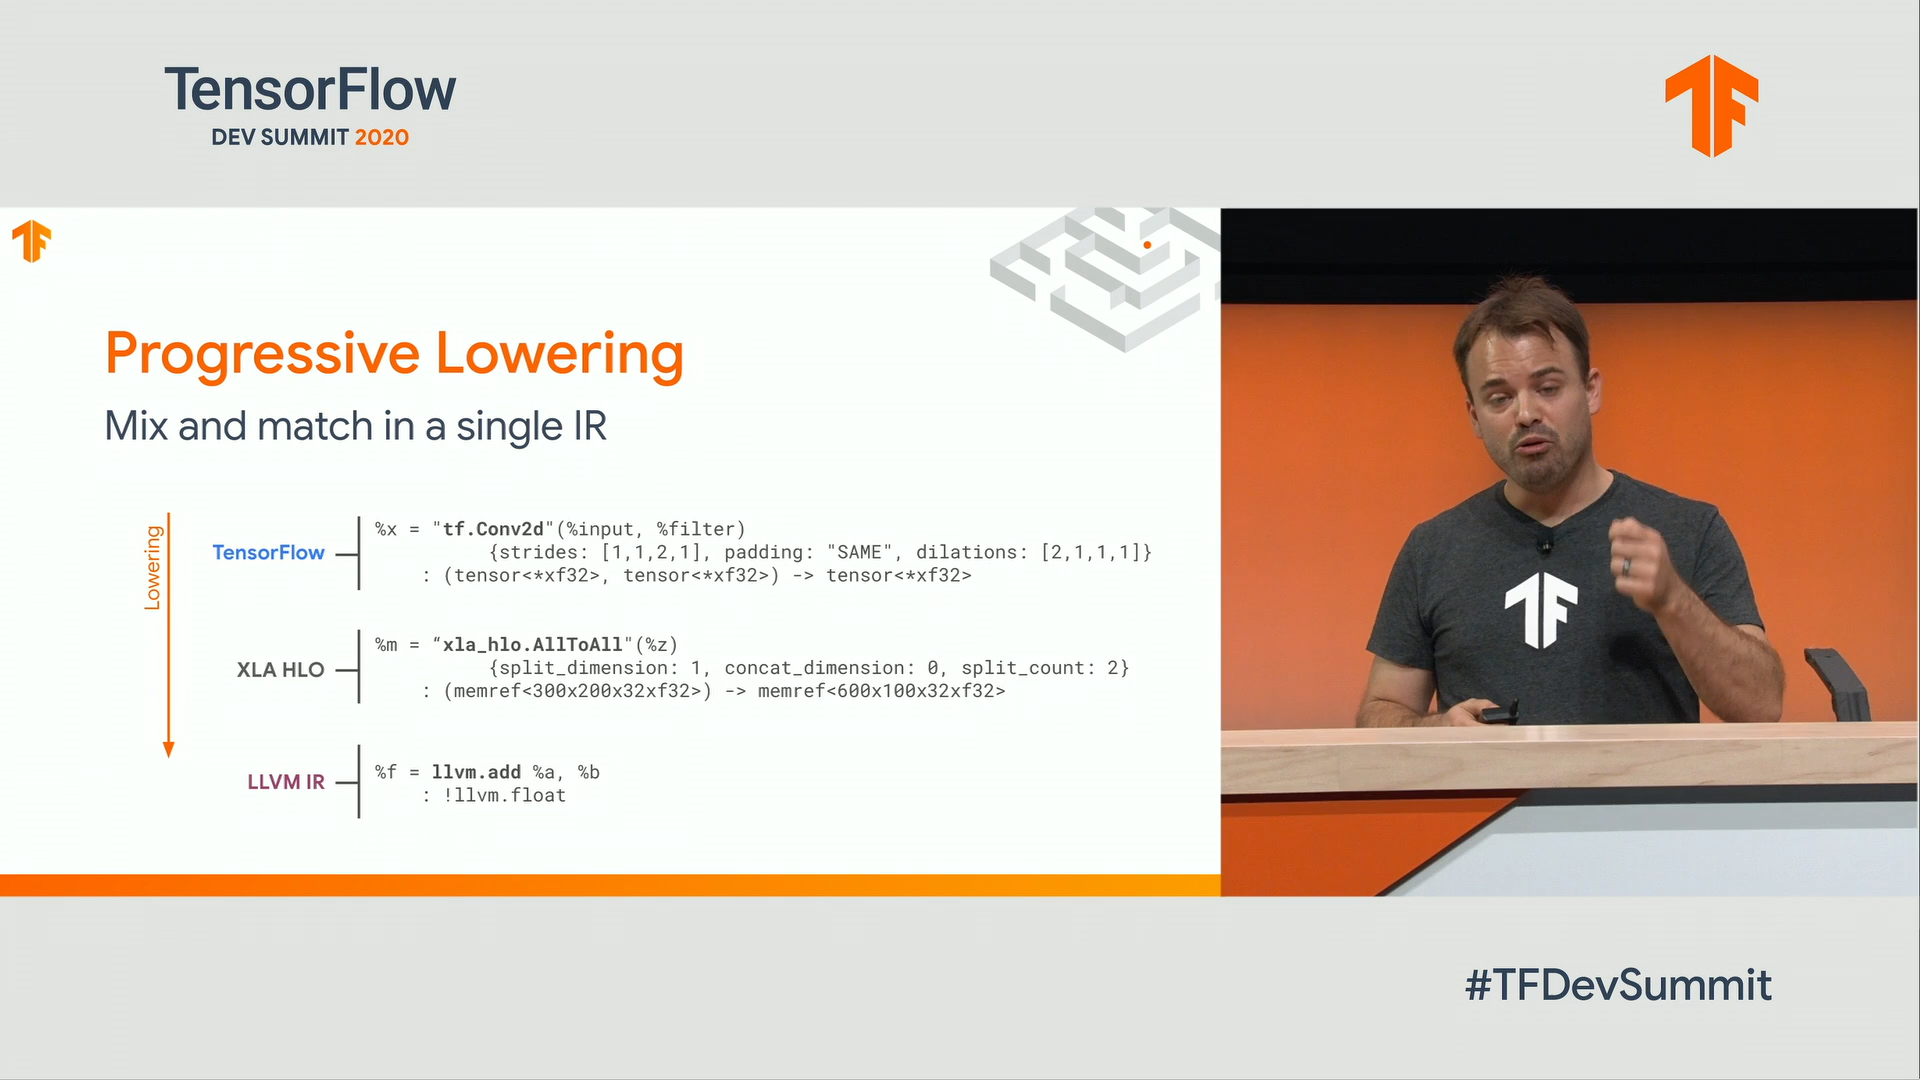 TensorFlow
DEV SUMMIT 2020
Progressive Lowering
Mix and match in a single IR
Lowering
TensorFlow
%x = "tf.Conv2d"(%input, %filter)
{strides: [1,1,2,1], padding: "SAME", dilations: [2,1,1,1]}
: (tensor<*xf32>, tensor<*xf32>) -> tensor<*xf32>
XLA HLO
%m = “xla_hlo.AllToAll"(%z)
{split_dimension: 1, concat_dimension: 0, split_count: 2}
: (memref<300x200x32xf32>) -> memref<600x100x32xf32>
LLVM IR
%f = llvm.add %a, %b
: !llvm.float
#TFDevSummit